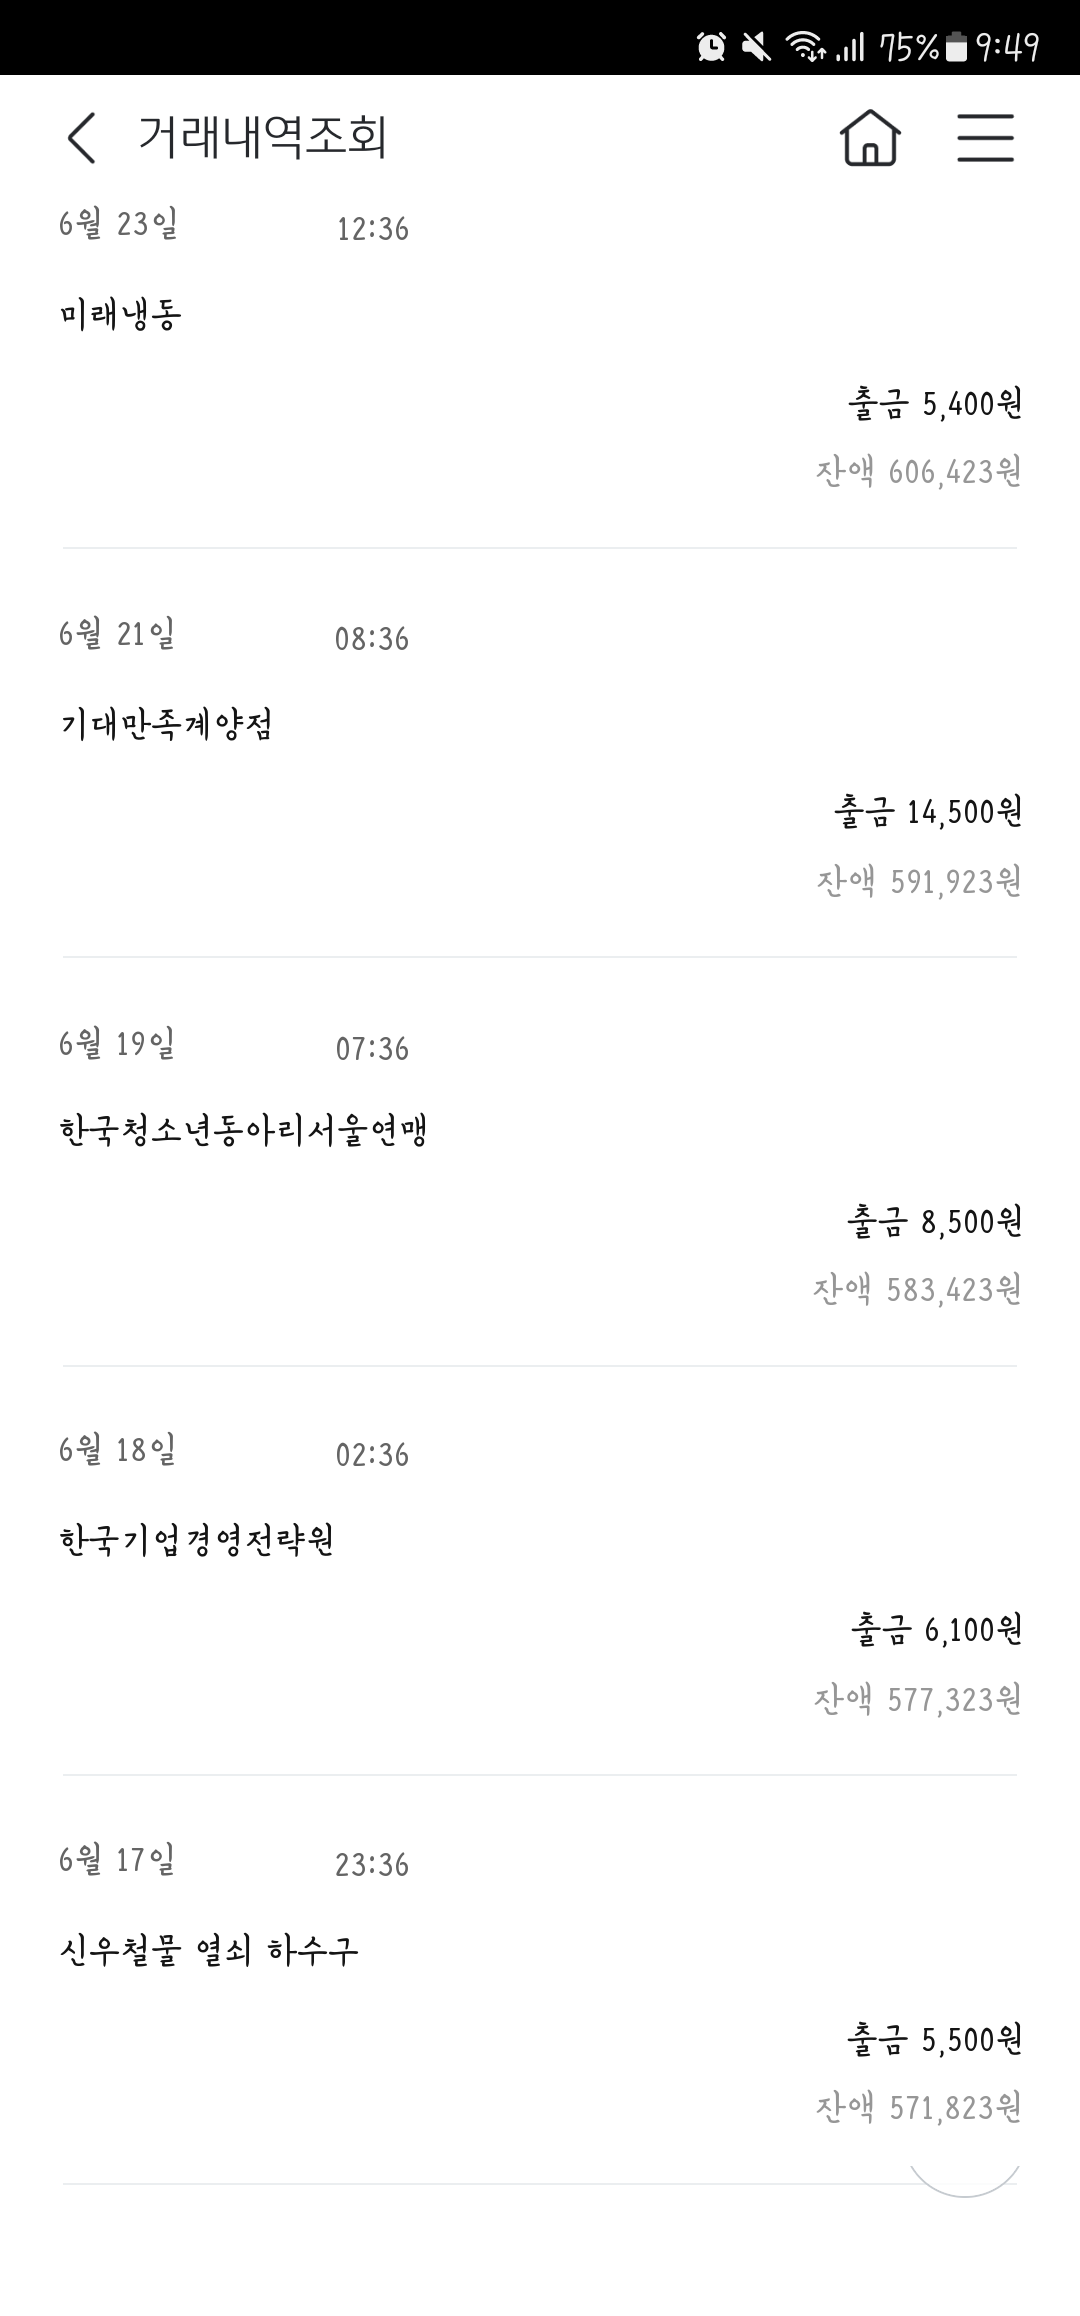 75% 9:49
거래내역조회
6월 23일 12:36
미래냉동
출금 5,400원
잔액 606,423원
6월 21일 08:36
기대만족계양점
출금 14,500원
잔액 591,923원
6월 19일 07:36
한국청소년동아리서울연맹
출금 8,500원
잔액 583,423원
6월 18일 02:36
한국기업경영전략원
출금 6,100원
잔액 577,323원
6월 17일 23:36
신우철물 열쇠 하수구
출금 5,500원
잔액 571,823원